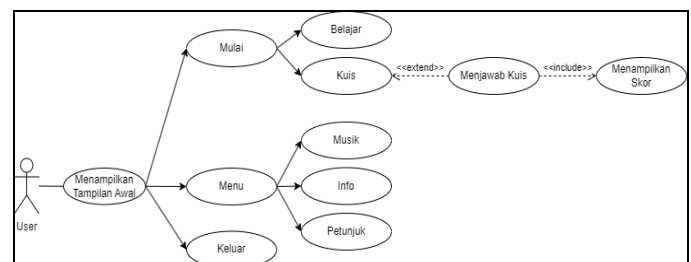 Belajar
Mulai
Kuis
<<extend>>
Menjawab Kuis
<<include>>
Menampilkan
Skor
Musik
Menampilkan
Tampilan Awal
Menu
Info
User
Petunjuk
Keluar